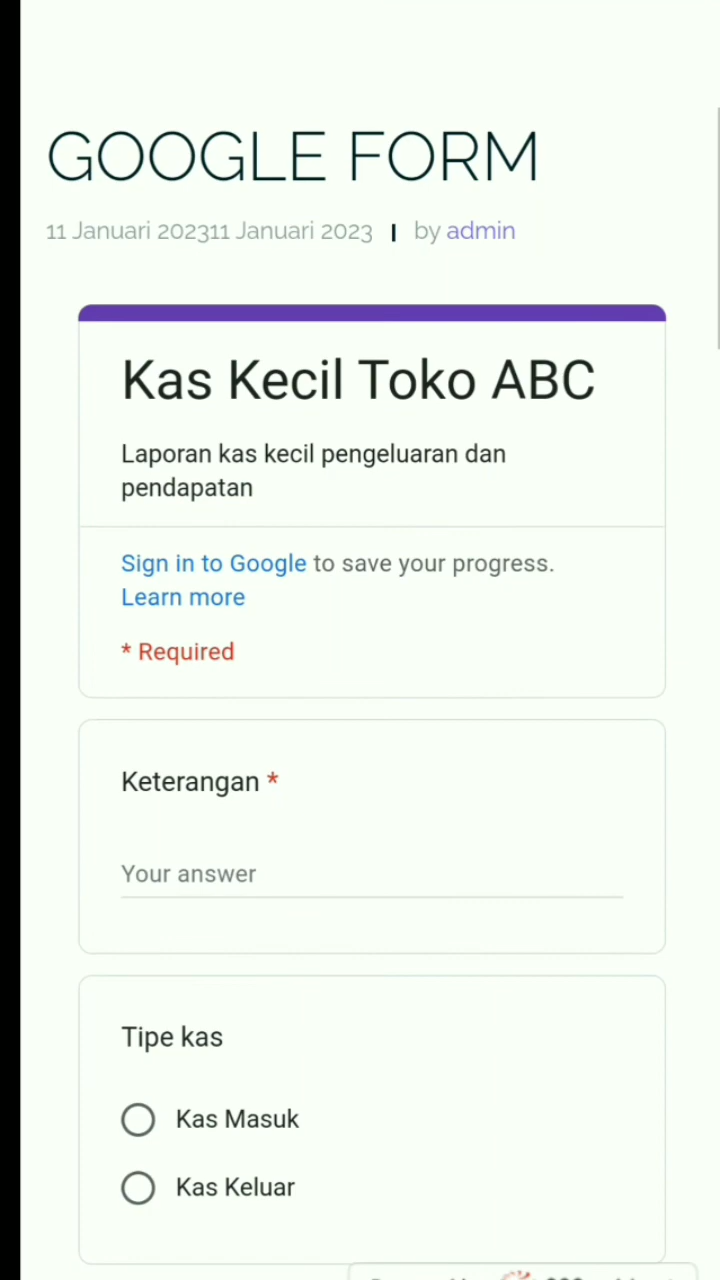 GOOGLE FORM
11 Januari 202311 Januari 2023 | by admin
Kas Kecil Toko ABC
Laporan kas kecil pengeluaran dan
pendapatan
Sign in to Google to save your progress.
Learn more
* Required
Keterangan *
Your answer
Tipe kas
Kas Masuk
Kas Keluar